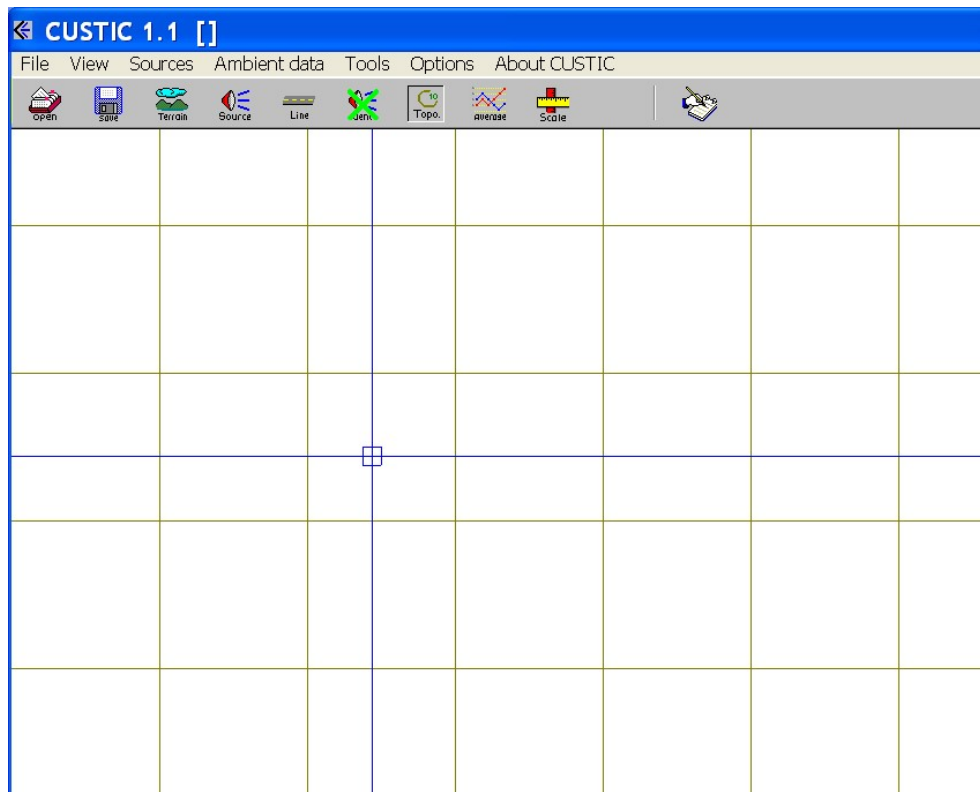 CUSTIC 1.1 []
File View Sources Ambient data Tools Options About CUSTIC
open save Terrain Source Line Topo. average Scale
10